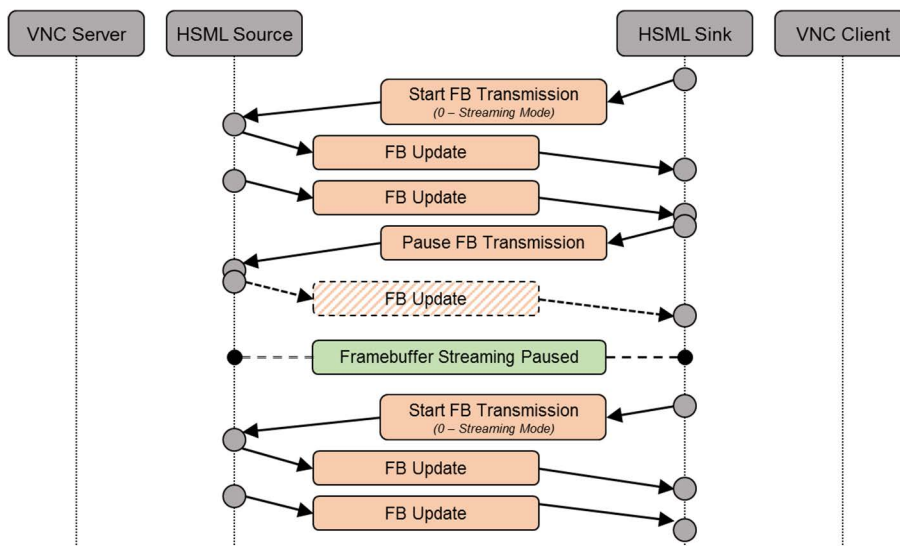 VNC Server
HSML Source
HSML Sink
VNC Client
Start FB Transmission
(0 – Streaming Mode)
FB Update
FB Update
Pause FB Transmission
FB Update
Framebuffer Streaming Paused
Start FB Transmission
(0 – Streaming Mode)
FB Update
FB Update